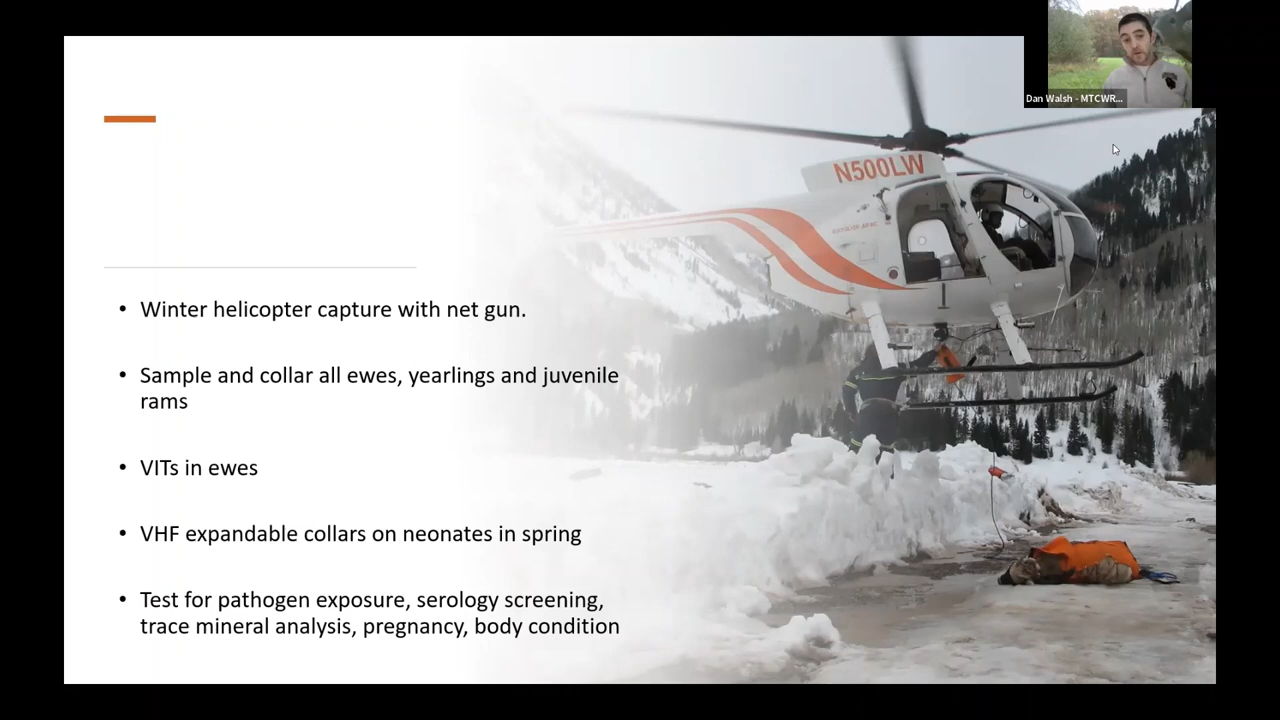 Dan Walsh - MTCWR...
N500LW
• Winter helicopter capture with net gun.
• Sample and collar all ewes, yearlings and juvenile
rams
• VITs in ewes
• VHF expandable collars on neonates in spring
• Test for pathogen exposure, serology screening,
trace mineral analysis, pregnancy, body condition